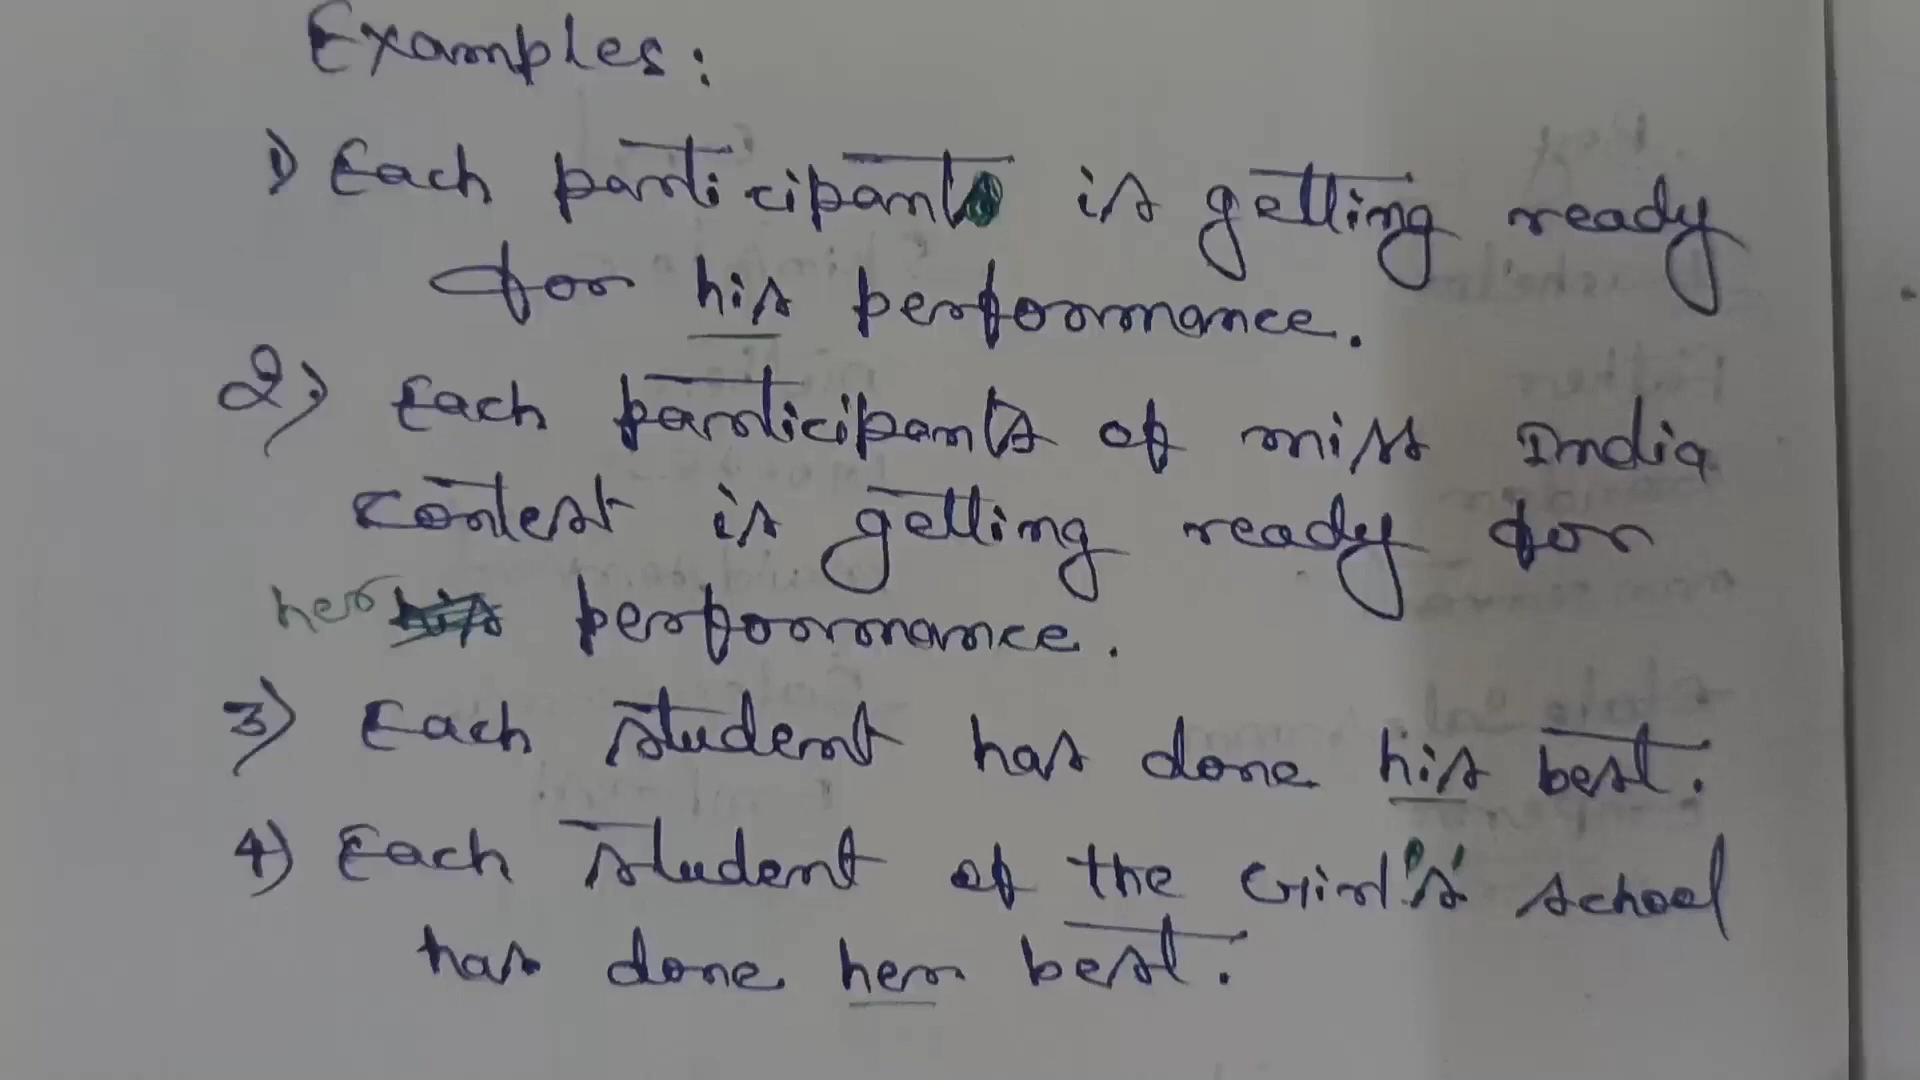 Examples:
1) Each participant is getting ready
for his performance.
2) Each participants of miss India
contest is getting ready for
her performance.
3) Each student has done his best.
4) Each student of the Girl's school
has done her best.